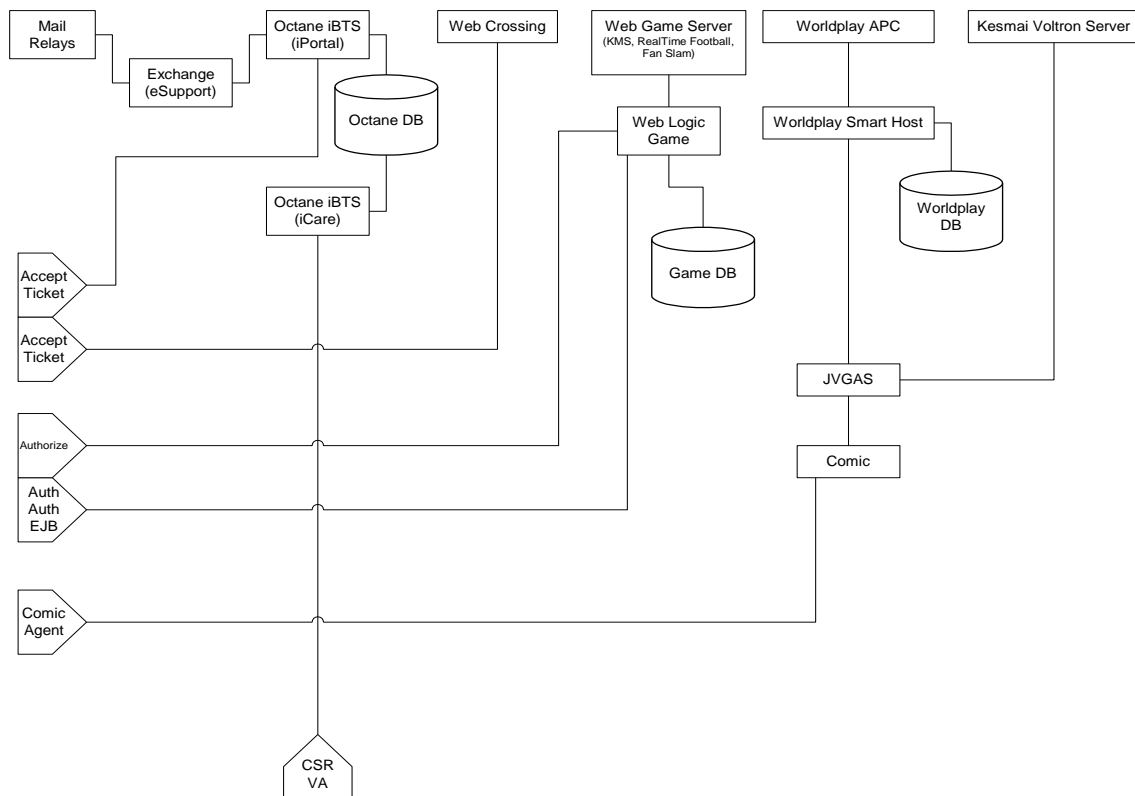 Mail
Relays
Octane iBTS
(iPortal)
Web Crossing
Web Game Server
(KMS, RealTime Football,
Fan Slam)
Worldplay APC
Kesmai Voltron Server
Exchange
(eSupport)
Octane DB
Web Logic
Game
Worldplay Smart Host
Octane iBTS
(iCare)
Worldplay
DB
Game DB
Accept
Ticket
Accept
Ticket
JVGAS
Authorize
Comic
Auth
Auth
EJB
Comic
Agent
CSR
VA